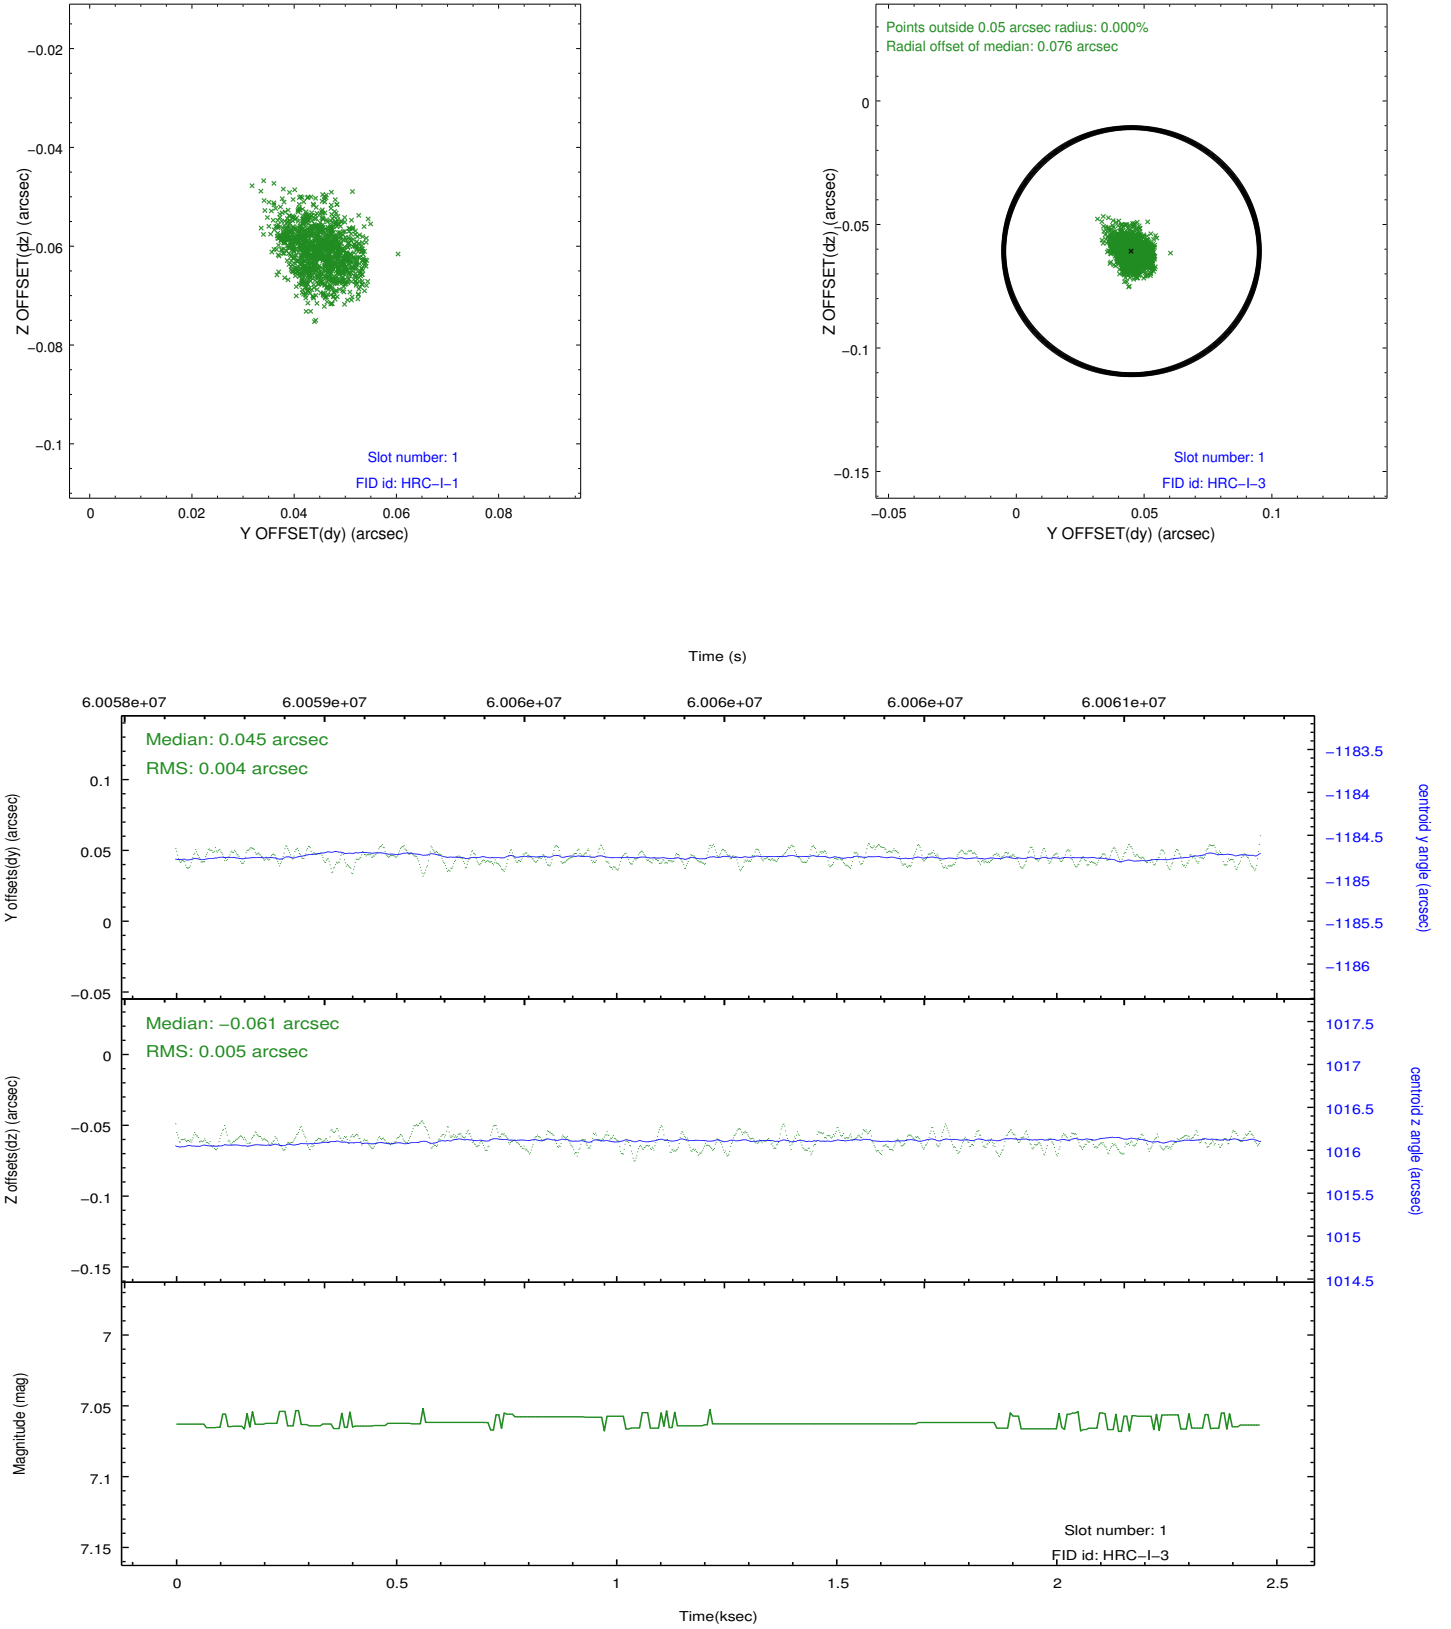 −0.02
−0.04
−0.06
−0.08
−0.1
Z OFFSET(dz) (arcsec)
Slot number: 1
FID id: HRC−I−1
0 0.02 0.04 0.06 0.08
Y OFFSET(dy) (arcsec)
Points outside 0.05 arcsec radius: 0.000%
Radial offset of median: 0.076 arcsec
0
−0.05
−0.1
−0.15
Z OFFSET(dz) (arcsec)
Slot number: 1
FID id: HRC−I−3
−0.05 0 0.05 0.1
Y OFFSET(dy) (arcsec)
Time (s)
6.0058e+07 6.0059e+07 6.006e+07 6.006e+07 6.006e+07 6.0061e+07
Median: 0.045 arcsec
RMS: 0.004 arcsec
0.1
0.05
0
−0.05
Y offsets(dy) (arcsec)
−1183.5
−1184
−1184.5
−1185
−1185.5
−1186
centroid y angle (arcsec)
Median: −0.061 arcsec
RMS: 0.005 arcsec
0
−0.05
−0.1
−0.15
Z offsets(dz) (arcsec)
1017.5
1017
1016.5
1016
1015.5
1015
1014.5
centroid z angle (arcsec)
7
7.05
7.1
7.15
Magnitude (mag)
Slot number: 1
FID id: HRC−I−3
0 0.5 1 1.5 2 2.5
Time(ksec)